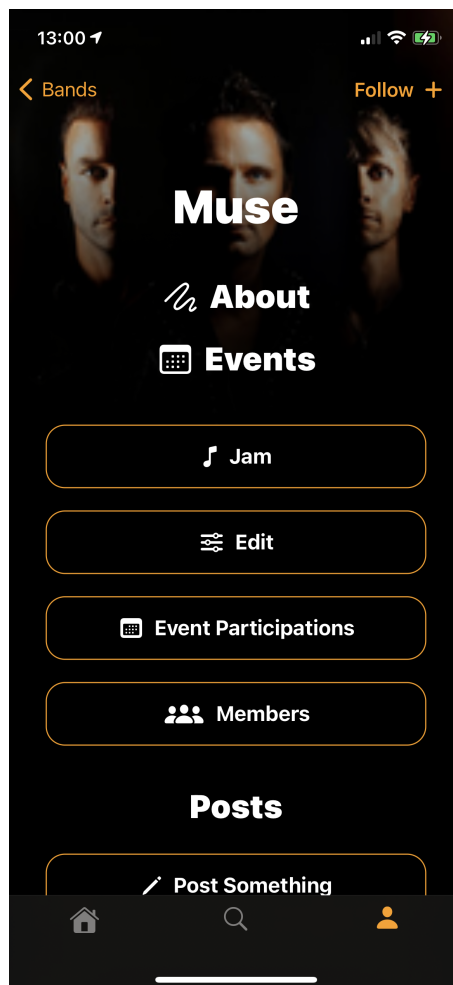 13:00
Bands
Follow +
Muse
About
Events
Jam
Edit
Event Participations
Members
Posts
Post Something